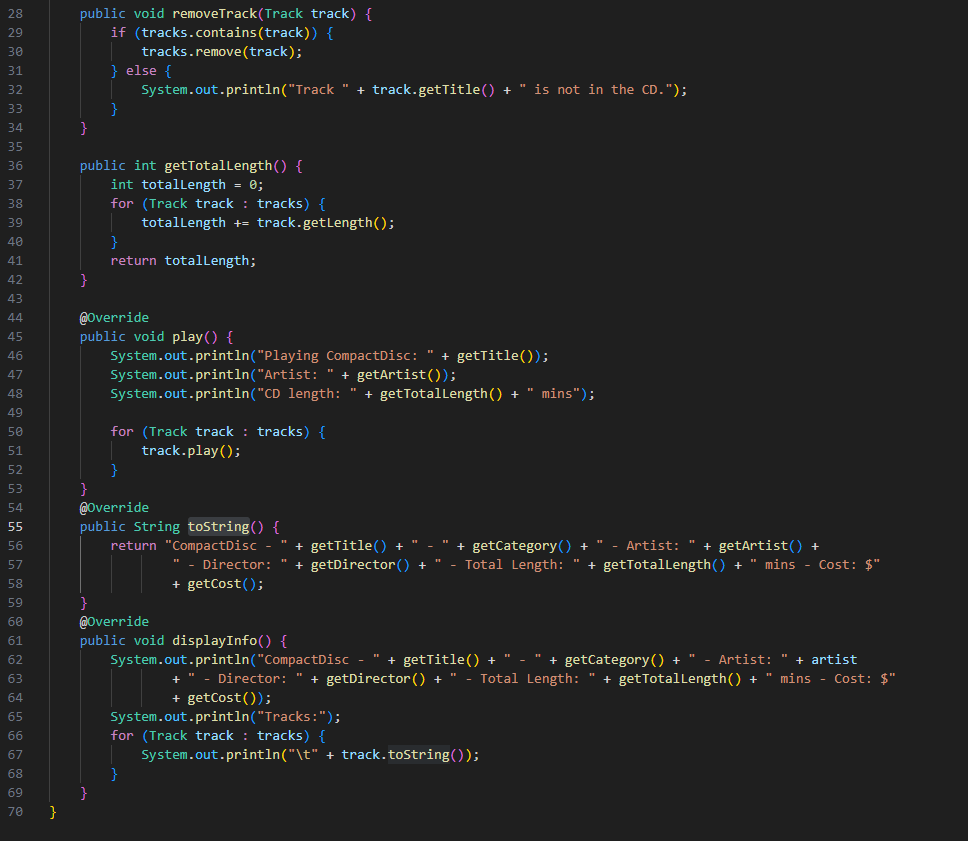 28 public void removeTrack(Track track) {
29 if (tracks.contains(track)) {
30 tracks.remove(track);
31 } else {
32 System.out.println("Track " + track.getTitle() + " is not in the CD.");
33 }
34 }
35
36 public int getTotalLength() {
37 int totalLength = 0;
38 for (Track track : tracks) {
39 totalLength += track.getLength();
40 }
41 return totalLength;
42 }
43
44 @Override
45 public void play() {
46 System.out.println("Playing CompactDisc: " + getTitle());
47 System.out.println("Artist: " + getArtist());
48 System.out.println("CD length: " + getTotalLength() + " mins");
49
50 for (Track track : tracks) {
51 track.play();
52 }
53 }
54 @Override
55 public String toString() {
56 return "CompactDisc - " + getTitle() + " - " + getCategory() + " - Artist: " + getArtist() +
57 " - Director: " + getDirector() + " - Total Length: " + getTotalLength() + " mins - Cost: $"
58 + getCost();
59 }
60 @Override
61 public void displayInfo() {
62 System.out.println("CompactDisc - " + getTitle() + " - " + getCategory() + " - Artist: " + artist
63 + " - Director: " + getDirector() + " - Total Length: " + getTotalLength() + " mins - Cost: $"
64 + getCost());
65 System.out.println("Tracks:");
66 for (Track track : tracks) {
67 System.out.println("\t" + track.toString());
68 }
69 }
70 }